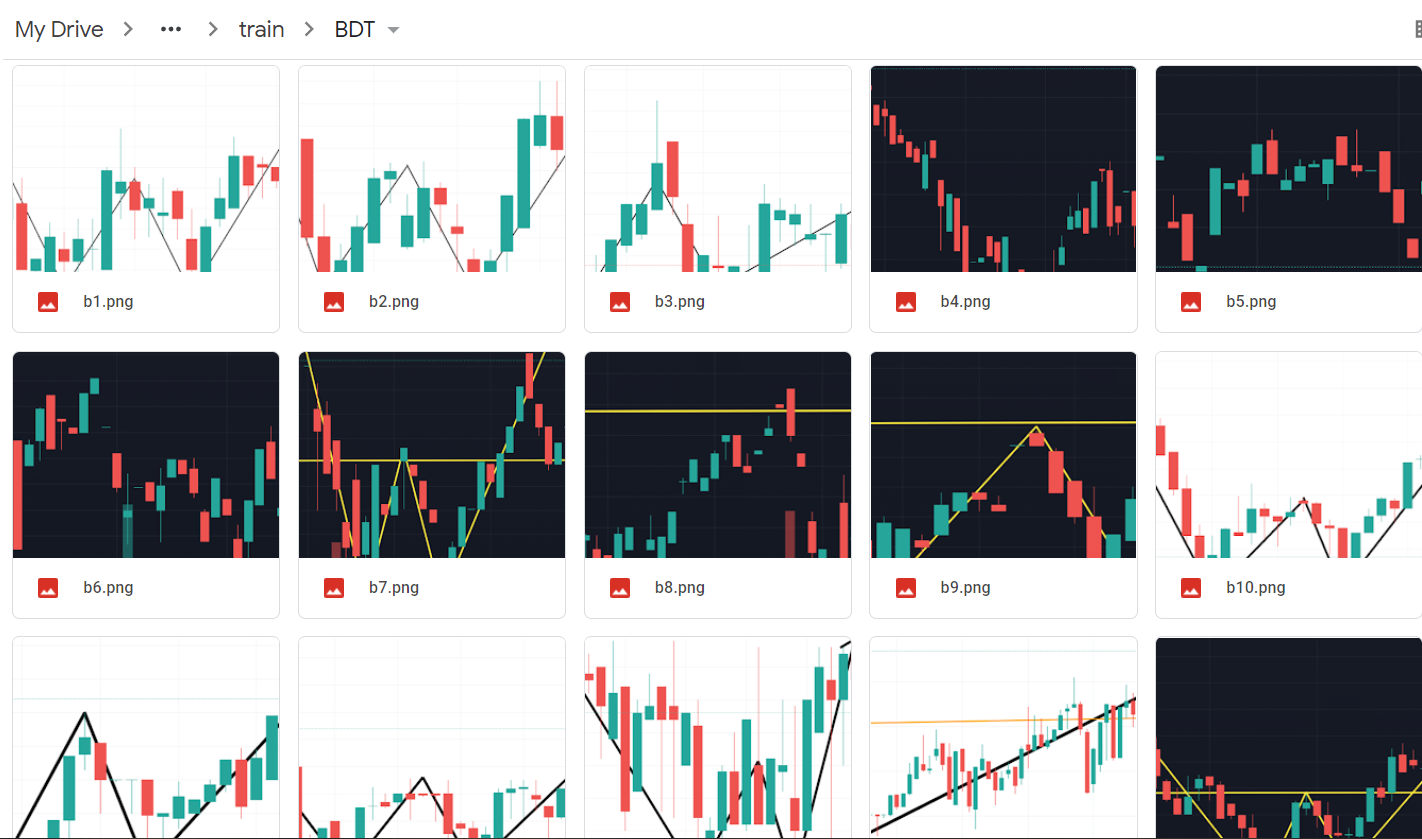 My Drive > ••• > train > BDT
b1.png
b2.png
b3.png
b4.png
b5.png
b6.png
b7.png
b8.png
b9.png
b10.png